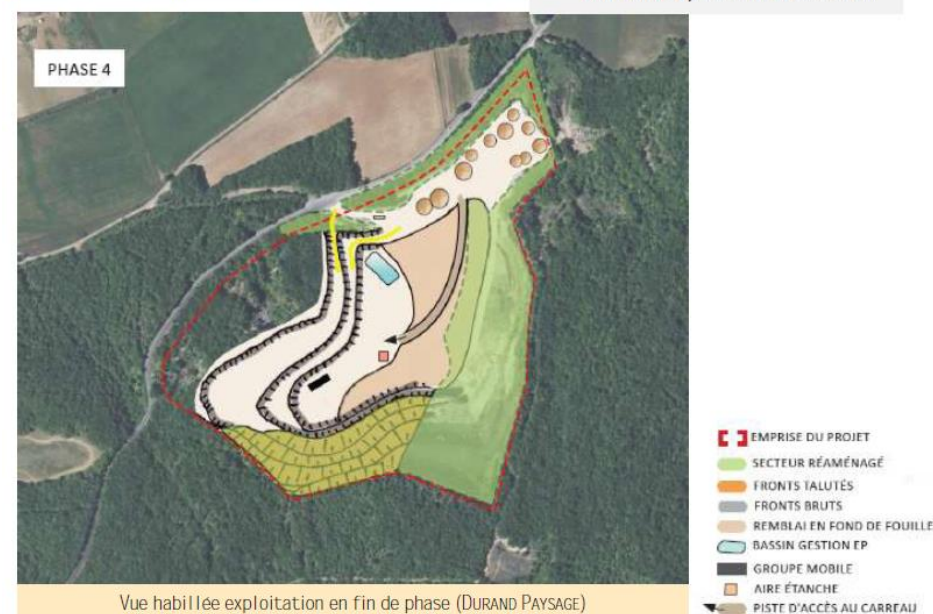 PHASE 4
EMPRISE DU PROJET
SECTEUR RÉAMÉNAGÉ
FRONTS TALUTÉS
FRONTS BRUTS
REMBLAI EN FOND DE FOUILLE
BASSIN GESTION EP
GROUPE MOBILE
AIRE ÉTANCHE
PISTE D'ACCÈS AU CARREAU
Vue habillée exploitation en fin de phase (DURAND PAYSAGE)